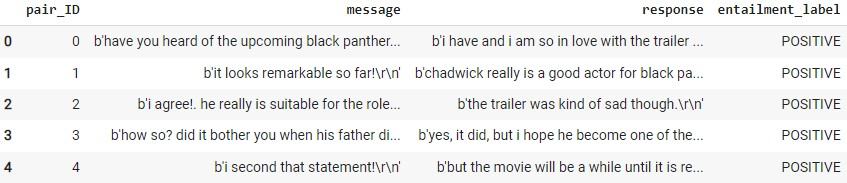 pair_ID message response entailment_label
0 0 b'have you heard of the upcoming black panther... b'i have and i am so in love with the trailer ... POSITIVE
1 1 b'it looks remarkable so far!\r\n' b'chadwick really is a good actor for black pa... POSITIVE
2 2 b'i agree!. he really is suitable for the role... b'the trailer was kind of sad though.\r\n' POSITIVE
3 3 b'how so? did it bother you when his father di... b'yes, it did, but i hope he become one of the... POSITIVE
4 4 b'i second that statement!\r\n' b'but the movie will be a while until it is re... POSITIVE